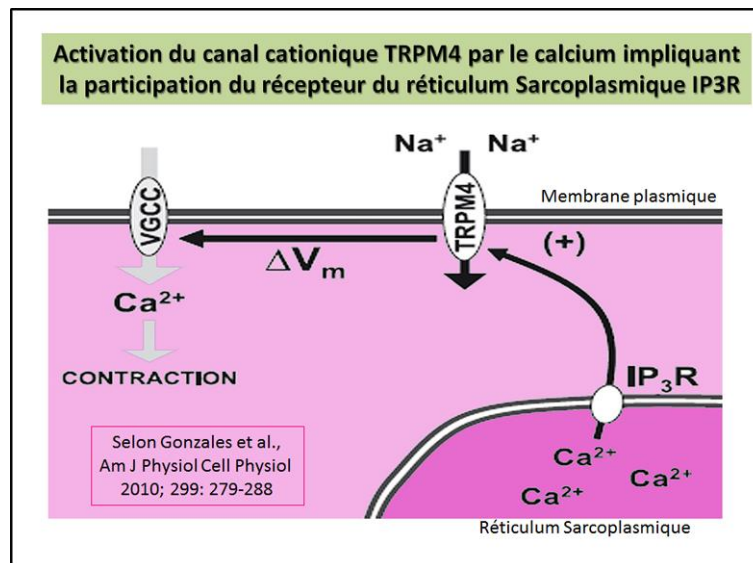 Activation du canal cationique TRPM4 par le calcium impliquant
la participation du récepteur du réticulum Sarcoplasmique IP3R
Na⁺ Na⁺
Membrane plasmique
VGCC
TRPM4
(+)
ΔVₘ
Ca²⁺
CONTRACTION
IP₃R
Selon Gonzales et al.,
Am J Physiol Cell Physiol
2010; 299: 279-288
Ca²⁺
Ca²⁺
Ca²⁺
Réticulum Sarcoplasmique